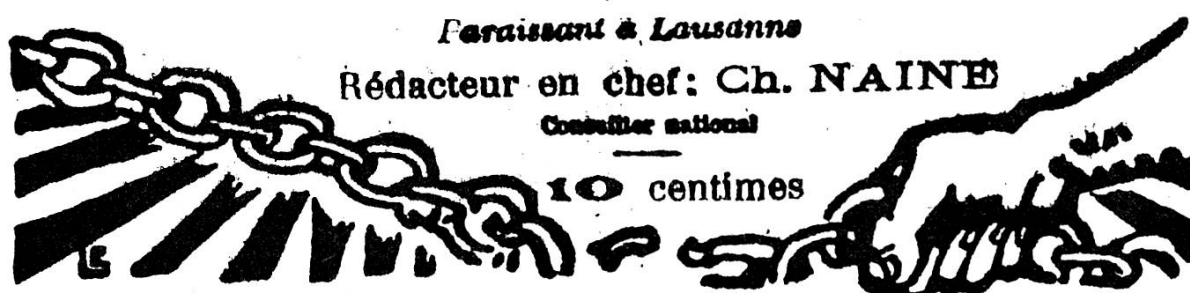 Paraissant à Lausanne
Rédacteur en chef: Ch. NAINE
Conseiller national
10 centimes